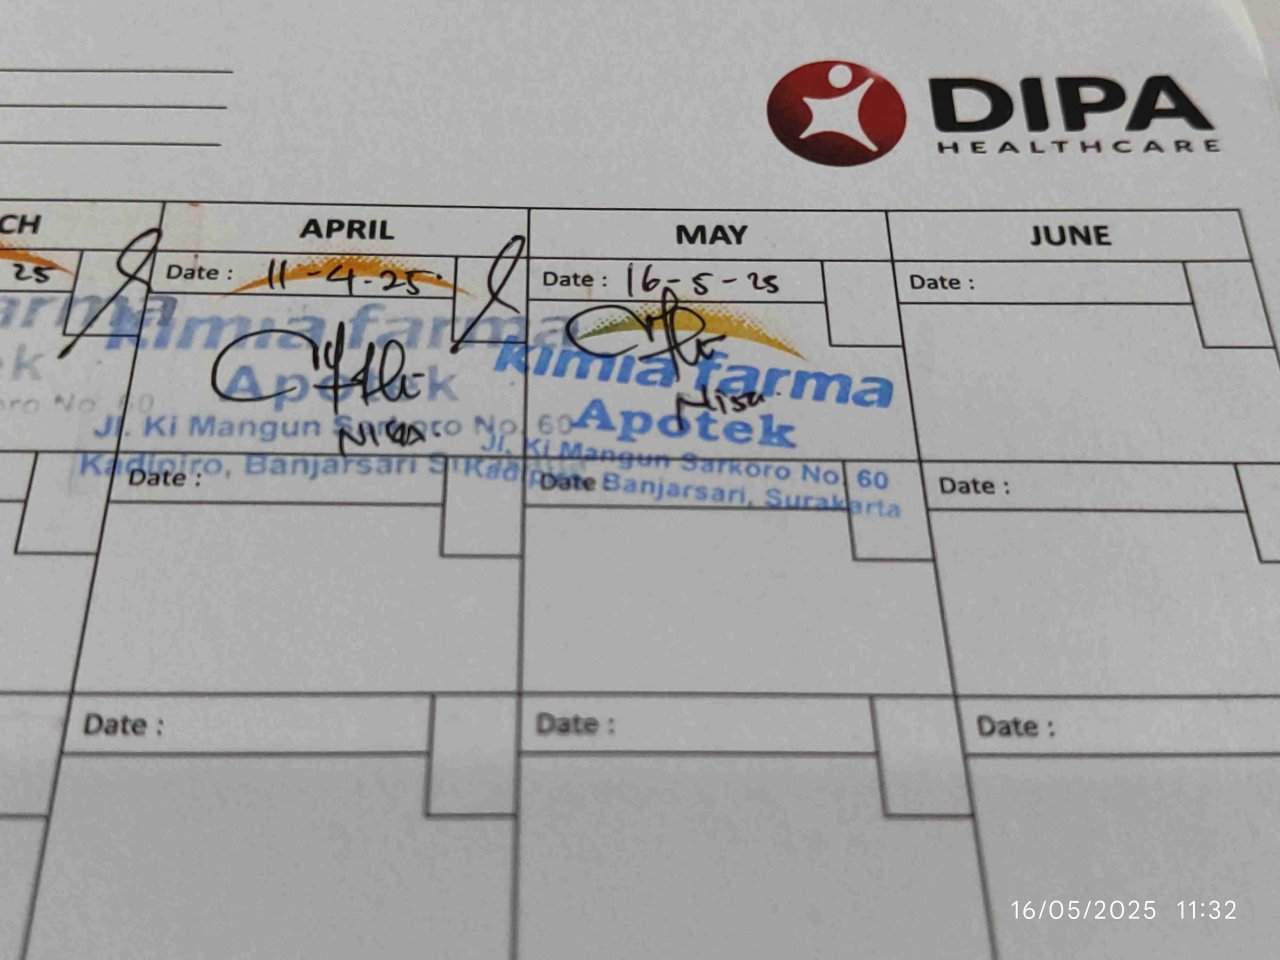 DIPA
HEALTHCARE
CH
APRIL
MAY
JUNE
25
Date : 11-4-25
Date : 16-5-25
Date :
kimia farma
Apotek
Jl. Ki Mangun Sarkoro No. 60
Kadipiro, Banjarsari
Nisa
kimia farma
Apotek
Jl. Ki Mangun Sarkoro No. 60
Banjarsari, Surakarta
Nisa
Date :
Date
Date :
Date :
Date :
Date :
16/05/2025 11:32